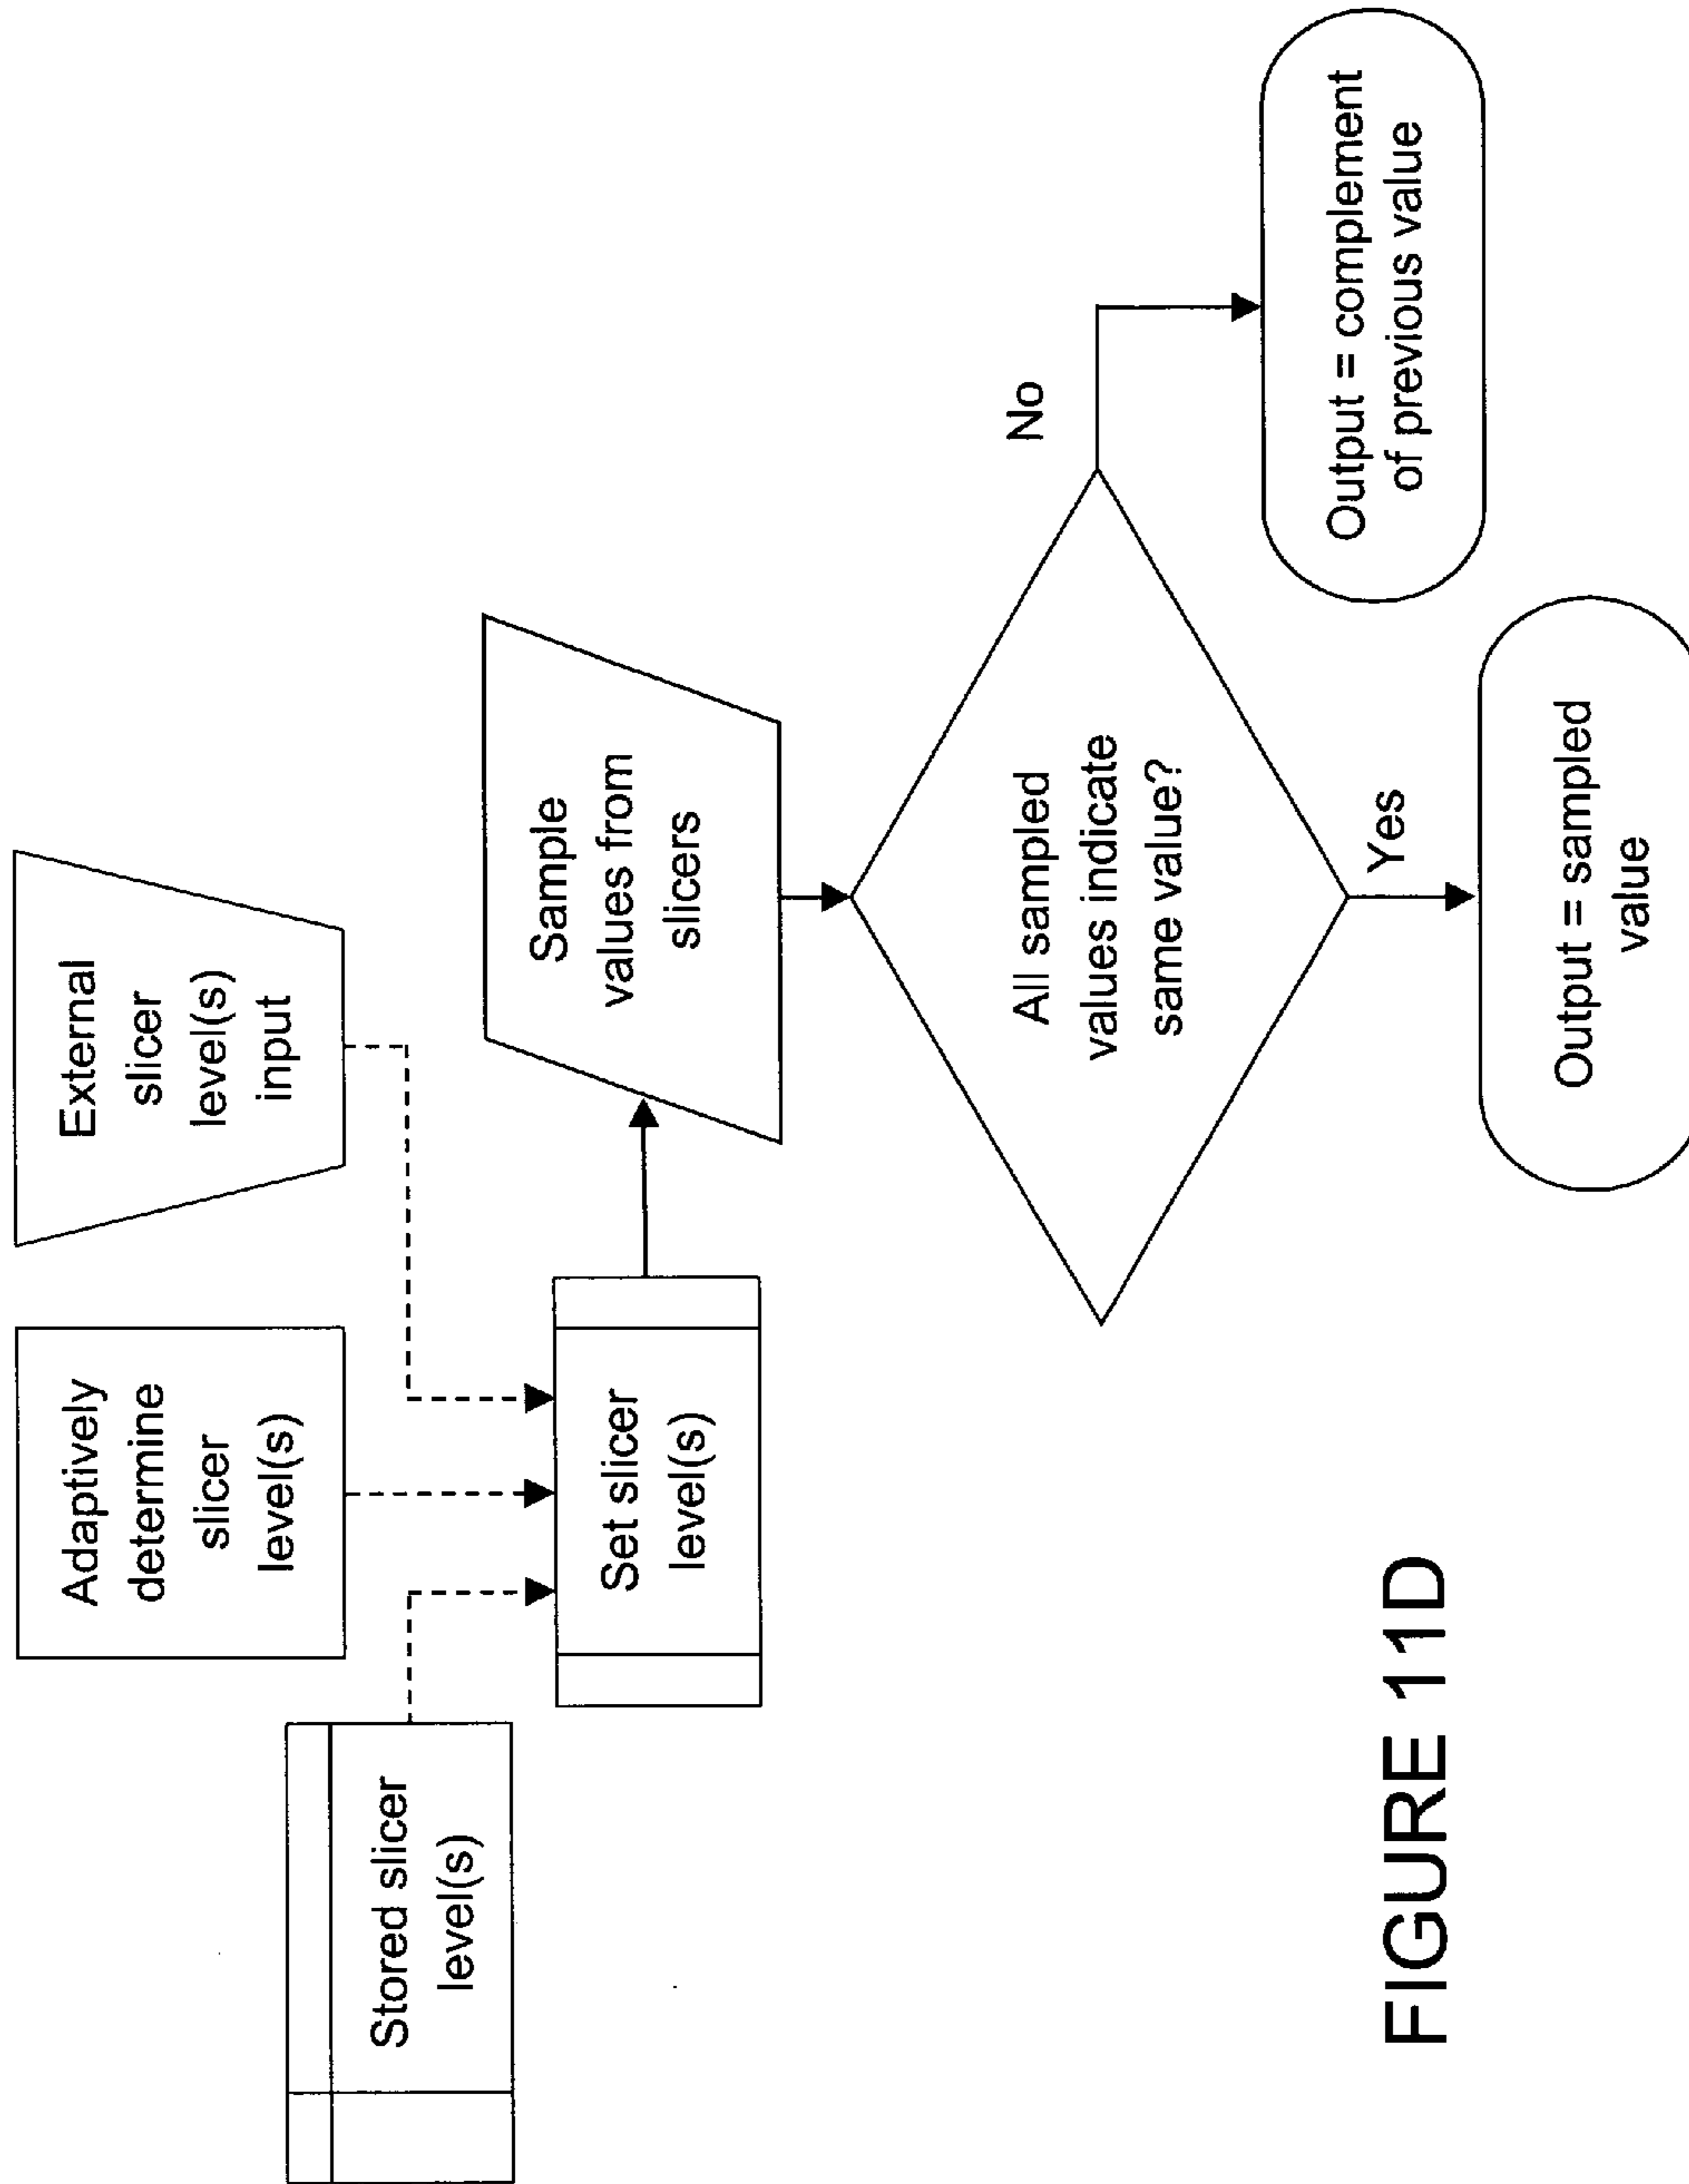 Stored slicer
level(s)
Adaptively
determine
slicer
level(s)
External
slicer
level(s)
input
Set slicer
level(s)
Sample
values from
slicers
All sampled
values indicate
same value?
No
Yes
Output = complement
of previous value
Output = sampled
value
FIGURE 11D